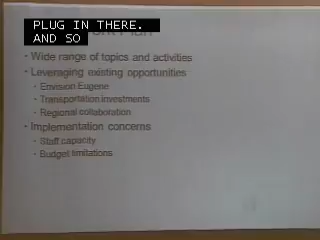 PLUG IN THERE.
AND SO
· Wide range of topics and activities
· Leveraging existing opportunities
· Envision Eugene
· Transportation investments
· Regional collaboration
· Implementation concerns
· Staff capacity
· Budget limitations